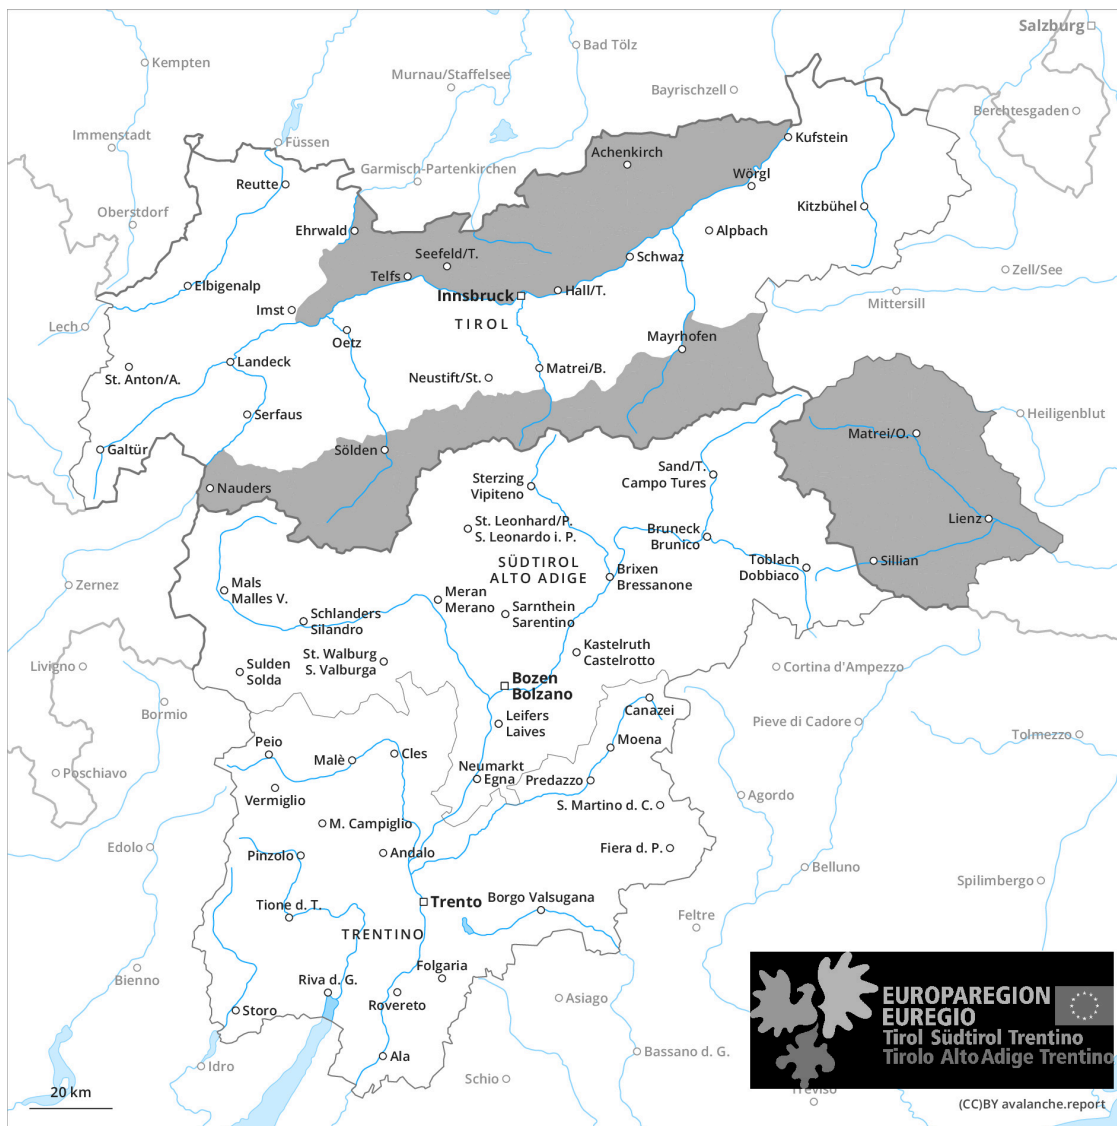 Salzburg
Bad Tölz
Kempten
Murnau/Staffelsee
Bayrischzell
Berchtesgaden
Immenstadt
Füssen
Kufstein
Achenkirch
Garmisch-Partenkirchen
Wörgl
Reutte
Kitzbühel
Oberstdorf
Ehrwald
Alpbach
Seefeld/T.
Schwaz
Zell/See
Telfs
Elbigenalp
Innsbruck
Hall/T.
Mittersill
Imst
TIROL
Lech
Oetz
Mayrhofen
Landeck
Matrei/B.
St. Anton/A.
Neustift/St.
Serfaus
Heiligenblut
Matrei/O.
Galtür
Sölden
Sand/T.
Campo Tures
Sterzing
Vipiteno
Nauders
Lienz
St. Leonhard/P.
S. Leonardo i. P.
Bruneck
Brunico
SÜDTIROL
ALTO ADIGE
Toblach
Dobbiaco
Sillian
Brixen
Bressanone
Zernez
Mals
Malles V.
Meran
Merano
Schlanders
Silandro
Sarnthein
Sarentino
Kastelruth
Castelrotto
St. Walburg
S. Valburga
Livigno
Sulden
Solda
Cortina d'Ampezzo
Bozen
Bolzano
Bormio
Canazei
Leifers
Laives
Pieve di Cadore
Tolmezzo
Moena
Peio
Cles
Malè
Neumarkt
Egna
Poschiavo
Predazzo
Vermiglio
Agordo
S. Martino d. C.
M. Campiglio
Edolo
Fiera d. P.
Pinzolo
Andalo
Belluno
Spilimbergo
Trento
Borgo Valsugana
Tione d. T.
Feltre
TRENTINO
Folgaria
Bienno
Riva d. G.
Rovereto
Asiago
Storo
EUROPAREGION
EUREGIO
Tirol Südtirol Trentino
Tirolo Alto Adige Trentino
Ala
Bassano d. G.
Idro
Schio
20 km
Treviso
(CC)BY avalanche.report